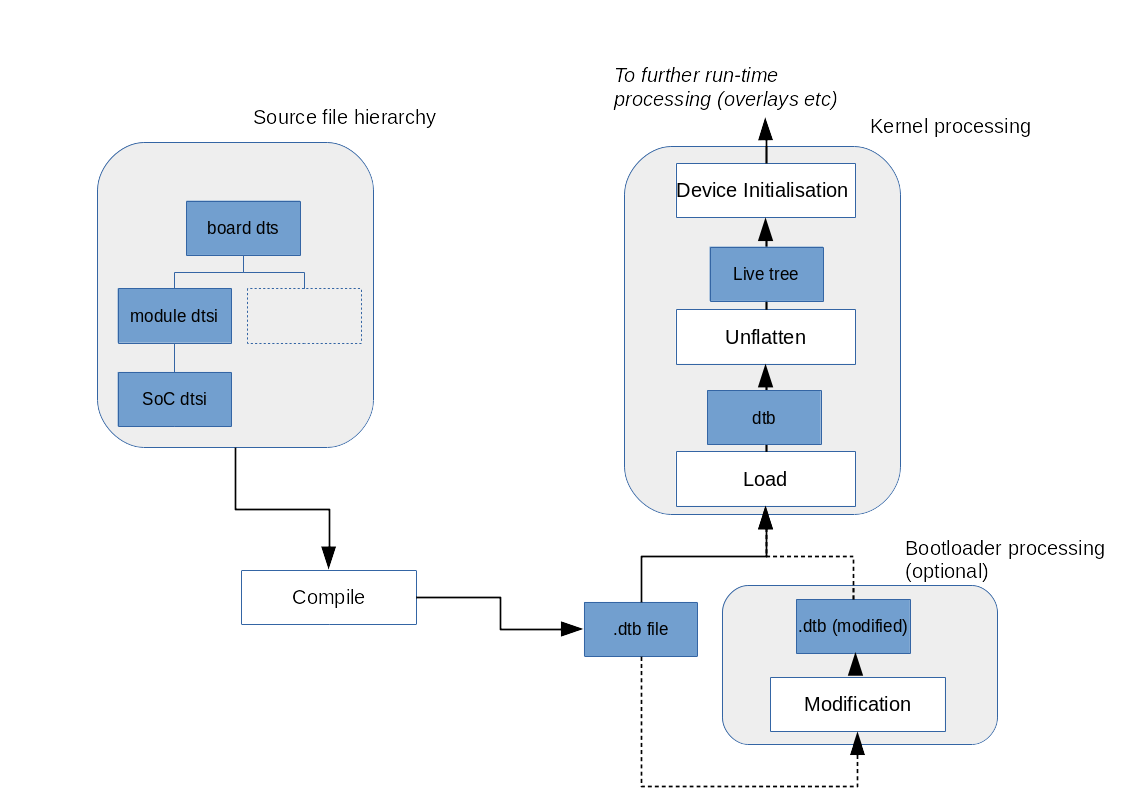 To further run-time
processing (overlays etc)
Source file hierarchy
Kernel processing
Device Initialisation
board dts
Live tree
module dtsi
Unflatten
SoC dtsi
dtb
Load
Bootloader processing
(optional)
Compile
.dtb file
.dtb (modified)
Modification